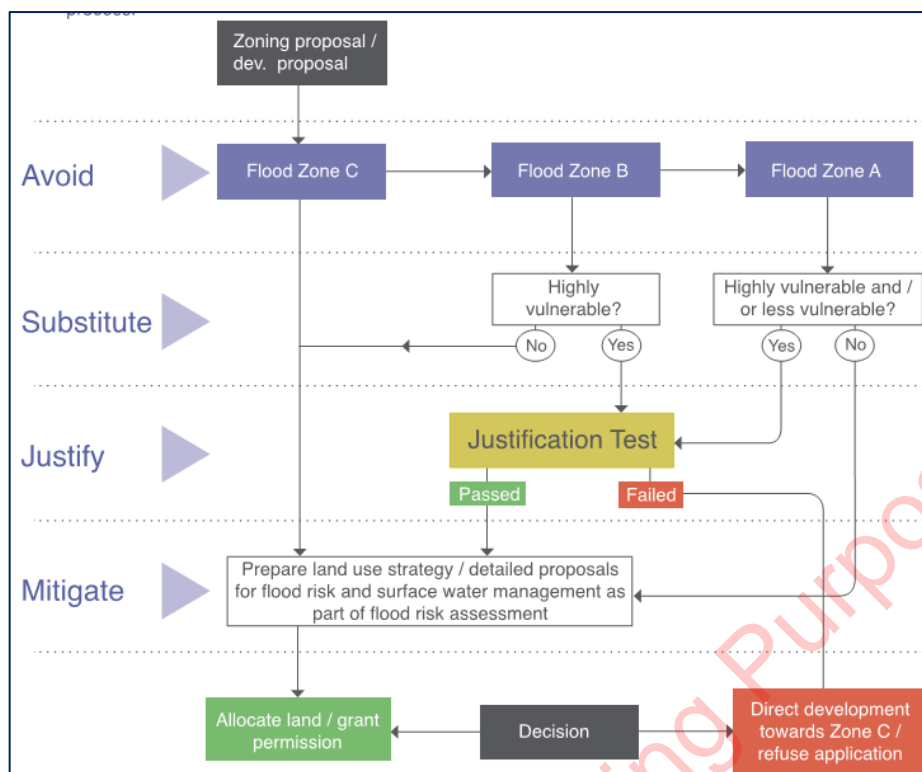 process.
Zoning proposal /
dev. proposal
Avoid
Flood Zone C
Flood Zone B
Flood Zone A
Substitute
Highly
vulnerable?
Highly vulnerable and /
or less vulnerable?
No
Yes
Yes
No
Justify
Justification Test
Passed
Failed
Mitigate
Prepare land use strategy / detailed proposals
for flood risk and surface water management as
part of flood risk assessment
Allocate land / grant
permission
Decision
Direct development
towards Zone C /
refuse application